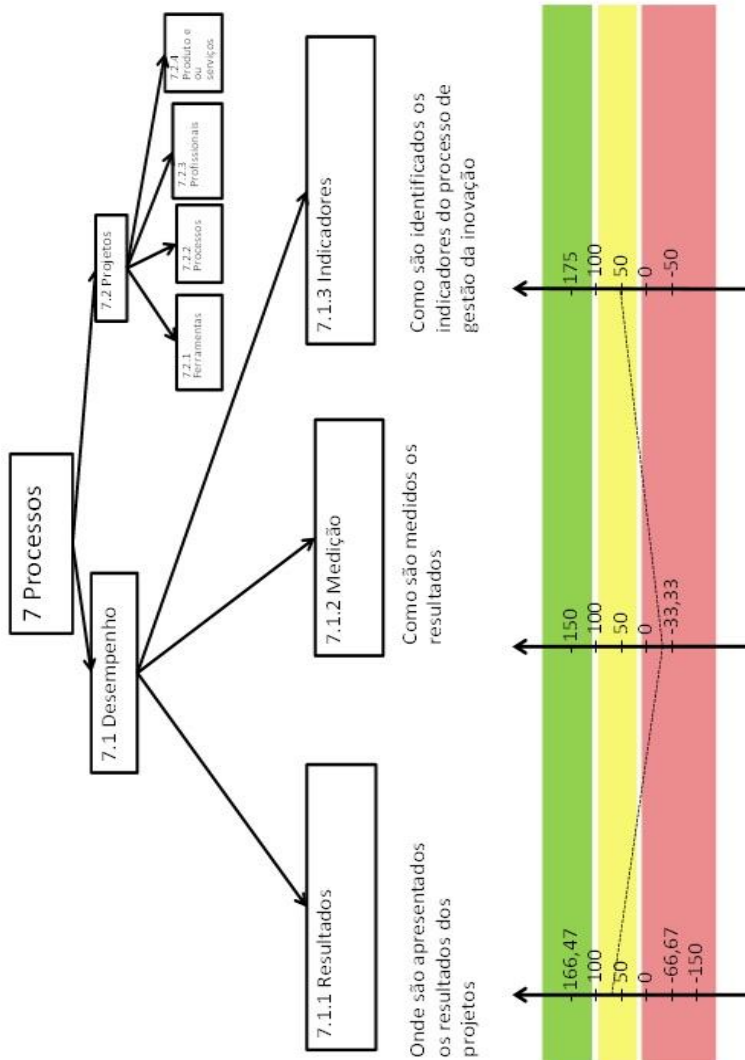 7 Processos
7.1 Desempenho
7.2 Projetos
7.2.1
Ferramentas
7.2.2
Processos
7.2.3
Profissionais
7.2.4
Produto e
ou
serviços
7.1.1 Resultados
7.1.2 Medição
7.1.3 Indicadores
Onde são apresentados
os resultados dos
projetos
Como são medidos os
resultados
Como são identificados os
indicadores do processo de
gestão da inovação
166,47
100
50
0
-66,67
-150
150
100
50
0
-33,33
175
100
50
0
-50